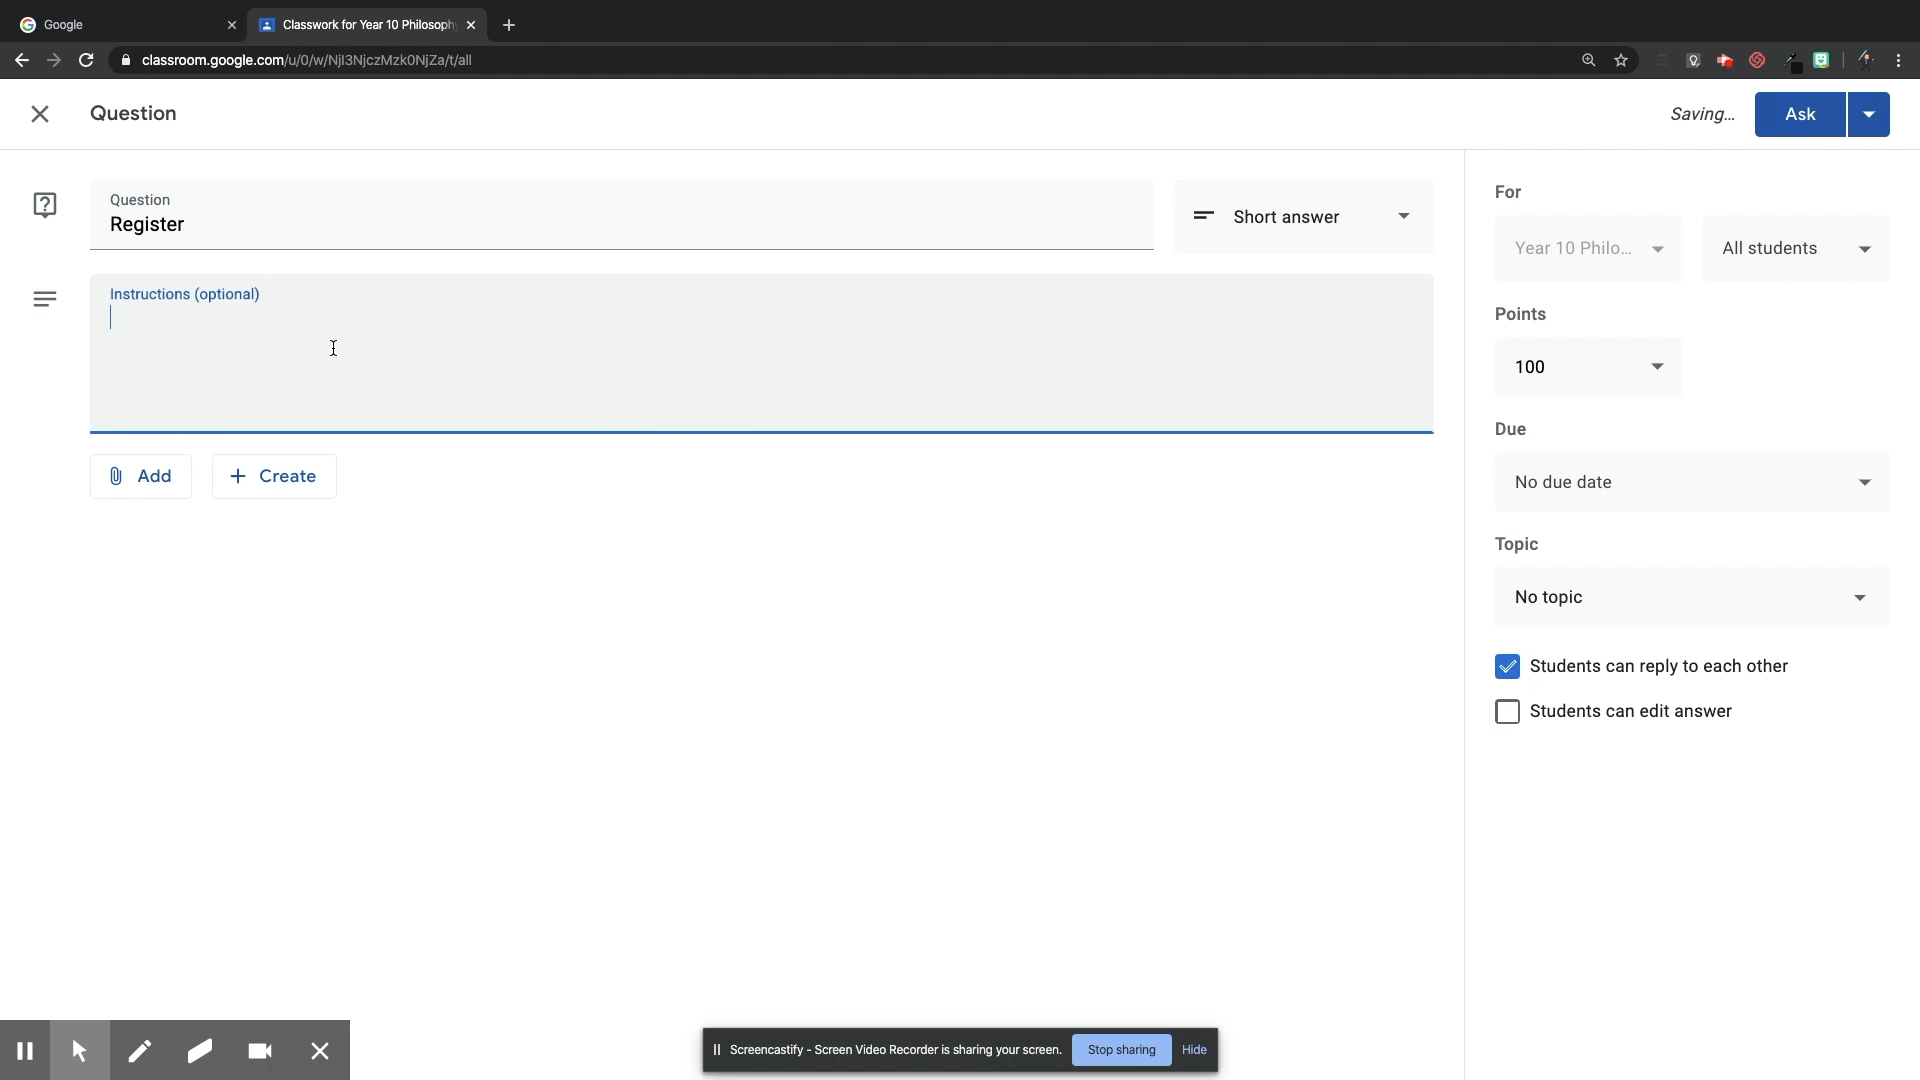 Google
Classwork for Year 10 Philosoph
classroom.google.com/u/0/w/NjI3NjczMzk0NjZa/t/all
Question
Saving...
Ask
Question
Register
Short answer
Instructions (optional)
Add
Create
For
Year 10 Philo...
All students
Points
100
Due
No due date
Topic
No topic
Students can reply to each other
Students can edit answer
Screencastify - Screen Video Recorder is sharing your screen.
Stop sharing
Hide